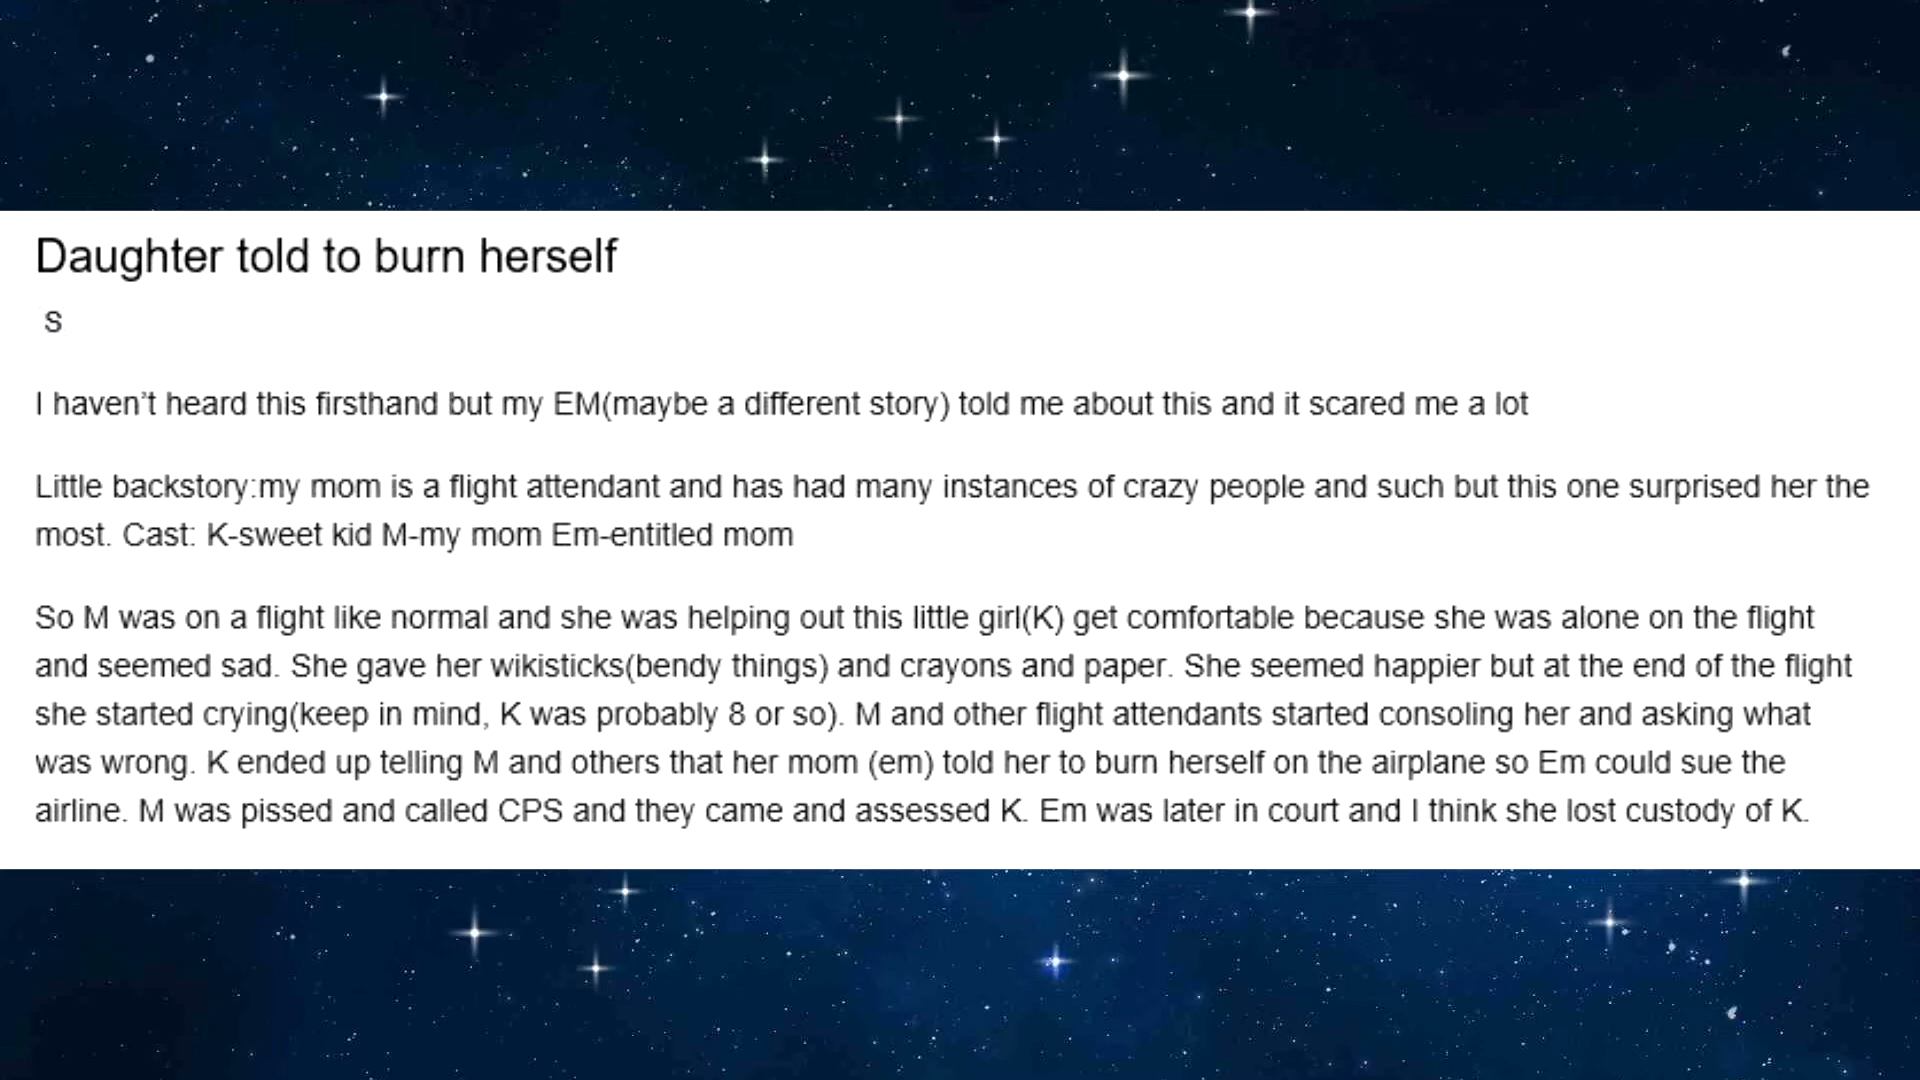 Daughter told to burn herself
S
I haven’t heard this firsthand but my EM(maybe a different story) told me about this and it scared me a lot
Little backstory:my mom is a flight attendant and has had many instances of crazy people and such but this one surprised her the
most. Cast: K-sweet kid M-my mom Em-entitled mom
So M was on a flight like normal and she was helping out this little girl(K) get comfortable because she was alone on the flight
and seemed sad. She gave her wikisticks(bendy things) and crayons and paper. She seemed happier but at the end of the flight
she started crying(keep in mind, K was probably 8 or so). M and other flight attendants started consoling her and asking what
was wrong. K ended up telling M and others that her mom (em) told her to burn herself on the airplane so Em could sue the
airline. M was pissed and called CPS and they came and assessed K. Em was later in court and I think she lost custody of K.